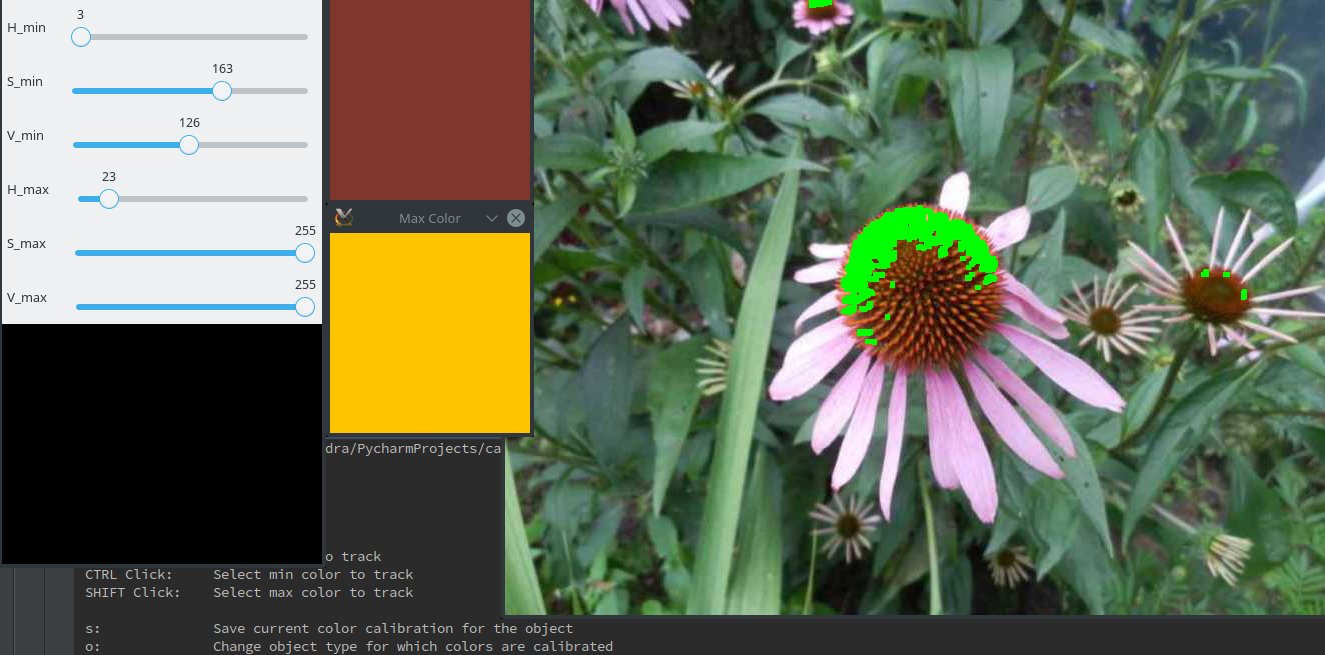 3
H_min
163
S_min
126
V_min
23
H_max
255
S_max
255
V_max
Max Color
dra/PycharmProjects/ca
o track
CTRL Click: Select min color to track
SHIFT Click: Select max color to track
s: Save current color calibration for the object
o: Change object type for which colors are calibrated